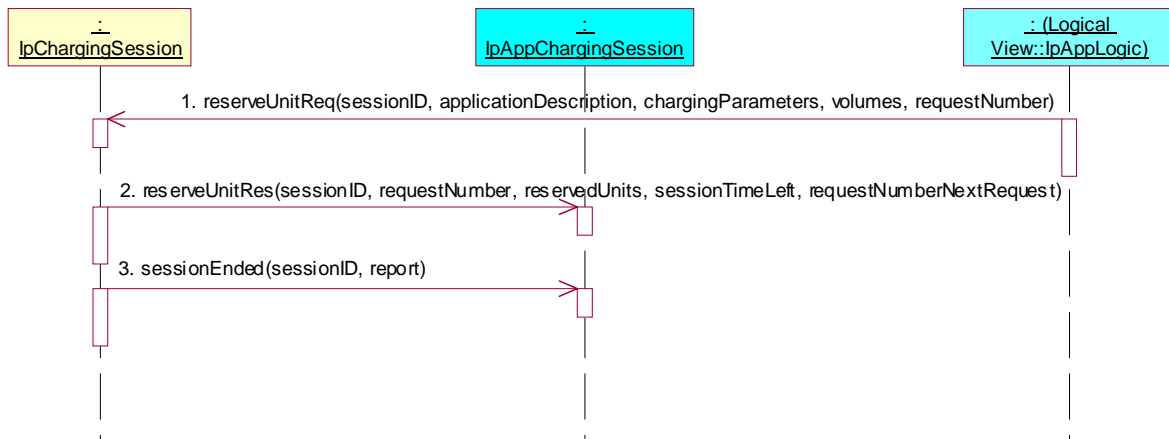 :
IpChargingSession
:
IpAppChargingSession
: (Logical
View::IpAppLogic)
1. reserveUnitReq(sessionID, applicationDescription, chargingParameters, volumes, requestNumber)
2. reserveUnitRes(sessionID, requestNumber, reservedUnits, sessionTimeLeft, requestNumberNextRequest)
3. sessionEnded(sessionID, report)